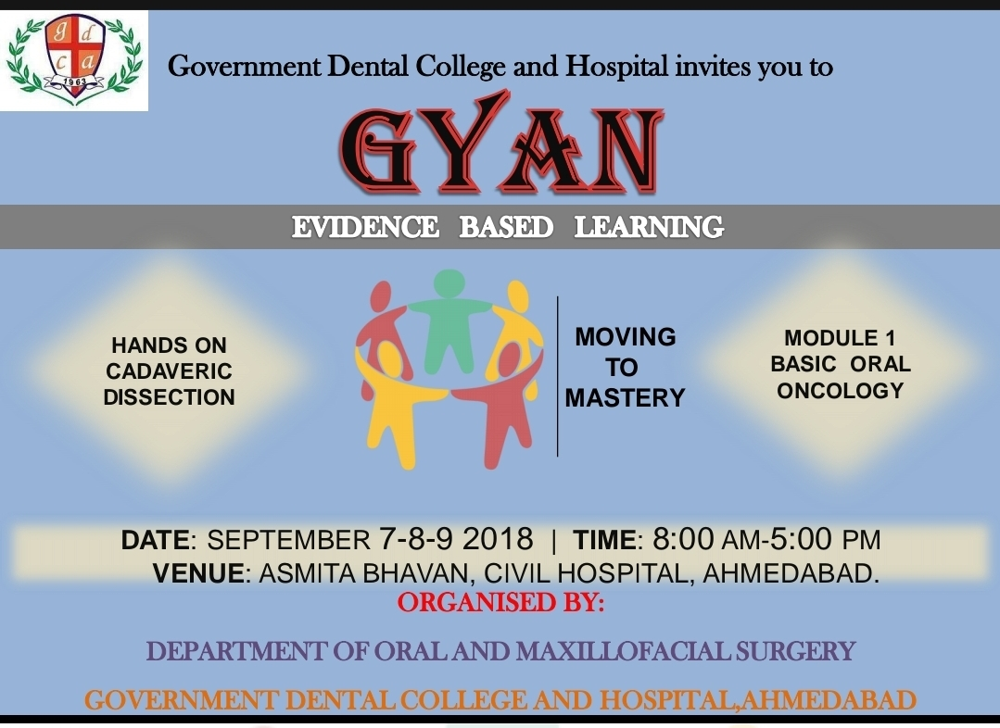 g d
c a
1963
Government Dental College and Hospital invites you to
GYAN
EVIDENCE BASED LEARNING
HANDS ON
CADAVERIC
DISSECTION
MOVING
TO
MASTERY
MODULE 1
BASIC ORAL
ONCOLOGY
DATE: SEPTEMBER 7-8-9 2018 | TIME: 8:00 AM-5:00 PM
VENUE: ASMITA BHAVAN, CIVIL HOSPITAL, AHMEDABAD.
ORGANISED BY:
DEPARTMENT OF ORAL AND MAXILLOFACIAL SURGERY
GOVERNMENT DENTAL COLLEGE AND HOSPITAL,AHMEDABAD